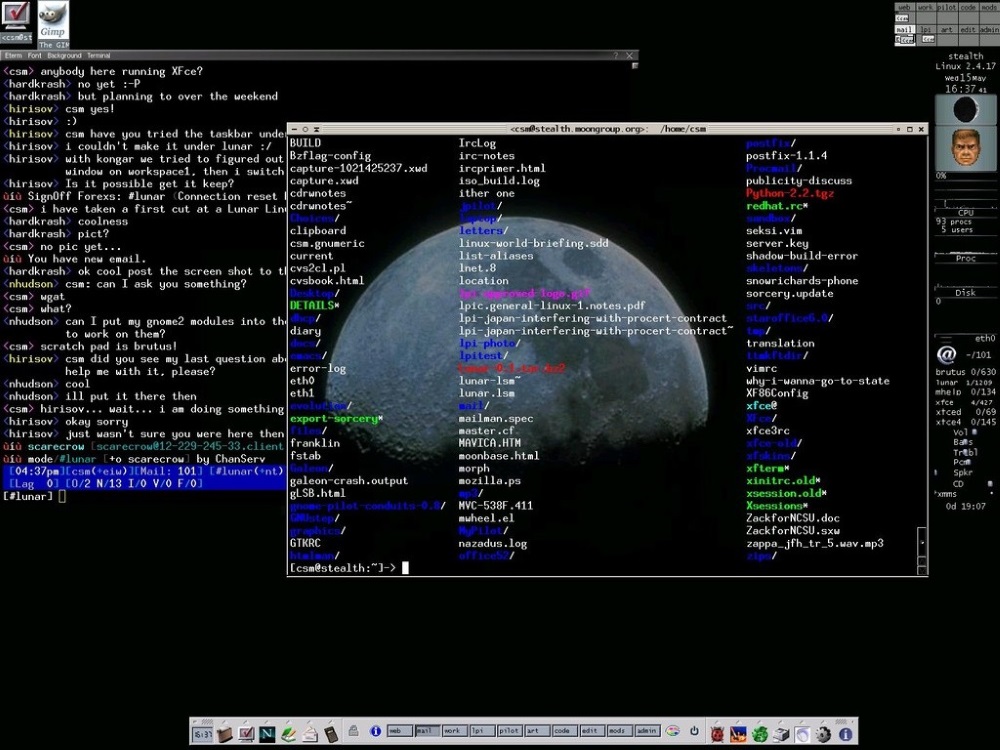 <csm@st
Gimp
The GIM
web work pilot code mods
mail lpi art edit admin
Eterm Font Background Terminal
<csm> anybody here running XFce?
<hardkrash> no yet :-P
<hardkrash> but planning to over the weekend
<hirisov> csm yes!
<hirisov> :)
<hirisov> csm have you tried the taskbar unde
<hirisov> i couldn't make it under lunar :/
<hirisov> with kongar we tried to figured out
window on workspace1, then i switch
<hirisov> Is it possible get it keep?
ùíù SignOff Forexs: #lunar (Connection reset
<csm> i have taken a first cut at a Lunar Lin
<hardkrash> coolness
<hardkrash> pict?
<csm> no pic yet...
ùíù You have new email.
<hardkrash> ok cool post the screen shot to th
<nhudson> csm: can I ask you something?
<csm> wgat
<csm> what?
<nhudson> can I put my gnome2 modules into the
to work on them?
<csm> scratch pad is brutus!
<hirisov> csm did you see my last question abo
help me with it, please?
<nhudson> cool
<nhudson> ill put it there then
<csm> hirisov... wait... i am doing something
<hirisov> okay sorry
<hirisov> just wasn't sure you were here then
ùíù scarecrow [scarecrow@12-229-245-33.client
ùíù mode/#lunar [+o scarecrow] by ChanServ
[04:37pm][csm(+eiw)][Mail: 101] [#lunar(+nt)
[Lag 0] [O/2 N/13 I/0 V/0 F/0]
[#lunar]
<csm@stealth.moongroup.org>: /home/csm
BUILD IrcLog postfix/
Bzflag-config irc-notes postfix-1.1.4
capture-1021425237.xwd ircprimer.html Procmail/
capture.xwd iso_build.log publicity-discuss
cdrwnotes ither one Python-2.2.tgz
cdrwnotes~ jpilot/ redhat.rc*
Choices/ laptop/ sandbox/
clipboard letters/ seksi.vim
csm.gnumeric linux-world-briefing.sdd server.key
current list-aliases shadow-build-error
cvs2cl.pl lnet.8 skeletons/
cvsbook.html location snowrichards-phone
Desktop/ lpi-approved-logo.gif sorcery.update
DETAILS* lpic.general-linux-1.notes.pdf src/
dhcp/ lpi-japan-interfering-with-procert-contract staroffice6.0/
diary lpi-japan-interfering-with-procert-contract~ tmp/
docs/ lpi-photo/ translation
emacs/ lpitest/ ttmkfdir/
error-log vimrc
eth0 lunar-lsm~ why-i-wanna-go-to-state
eth1 lunar.lsm XF86Config
evolution/ mail/ xfce@
export-sorcery* mailman.spec Xfce/
files/ master.cf xfce3rc
franklin MAVICA.HTM xfce-old/
fstab moonbase.html xfskins/
Galeon/ morph xfterm*
galeon-crash.output mozilla.ps xinitrc.old*
gLSB.html mp3/ xsession.old*
gnome-pilot-conduits-0.8/ MVC-538F.411 Xsessions*
GNUstep/ mwheel.el ZackforNCSU.doc
graphics/ MyPilot/ ZackforNCSU.sxw
GTKRC nazadus.log zappa_jfh_tr_5.wav.mp3
htmlman/ office52/ zips/
[csm@stealth:~]->
stealth
Linux 2.4.17
Wed15May
16:37 41
0%
CPU
93 procs
5 users
Proc
Disk
0
eth0
@ -/101
brutus 0/630
lunar 1/1209
mhelp 0/134
xfce 4/427
xfced 0/69
xfce4 0/145
Vol
Bass
Trebl
Pcm
Spkr
CD
xmms
0d 19:07
16:37 web mail work lpi pilot art code edit mods admin